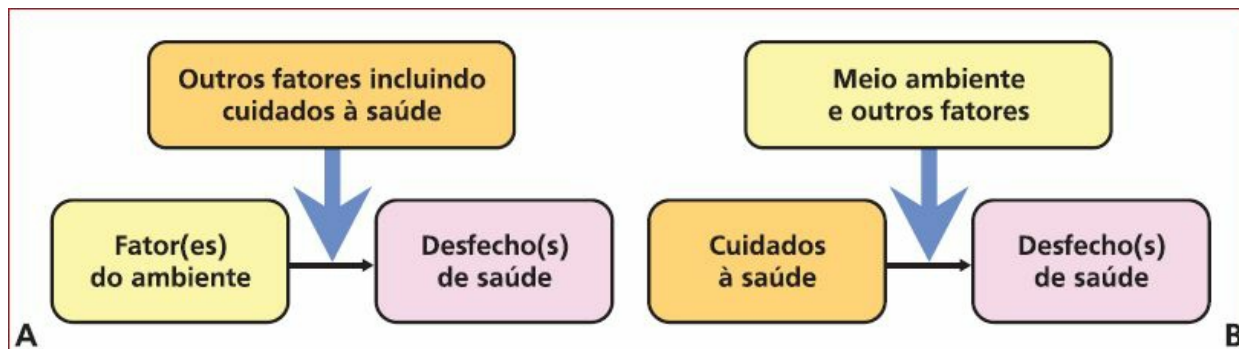 Outros fatores incluindo
cuidados à saúde
Fator(es)
do ambiente
Desfecho(s)
de saúde
A
Meio ambiente
e outros fatores
Cuidados
à saúde
Desfecho(s)
de saúde
B